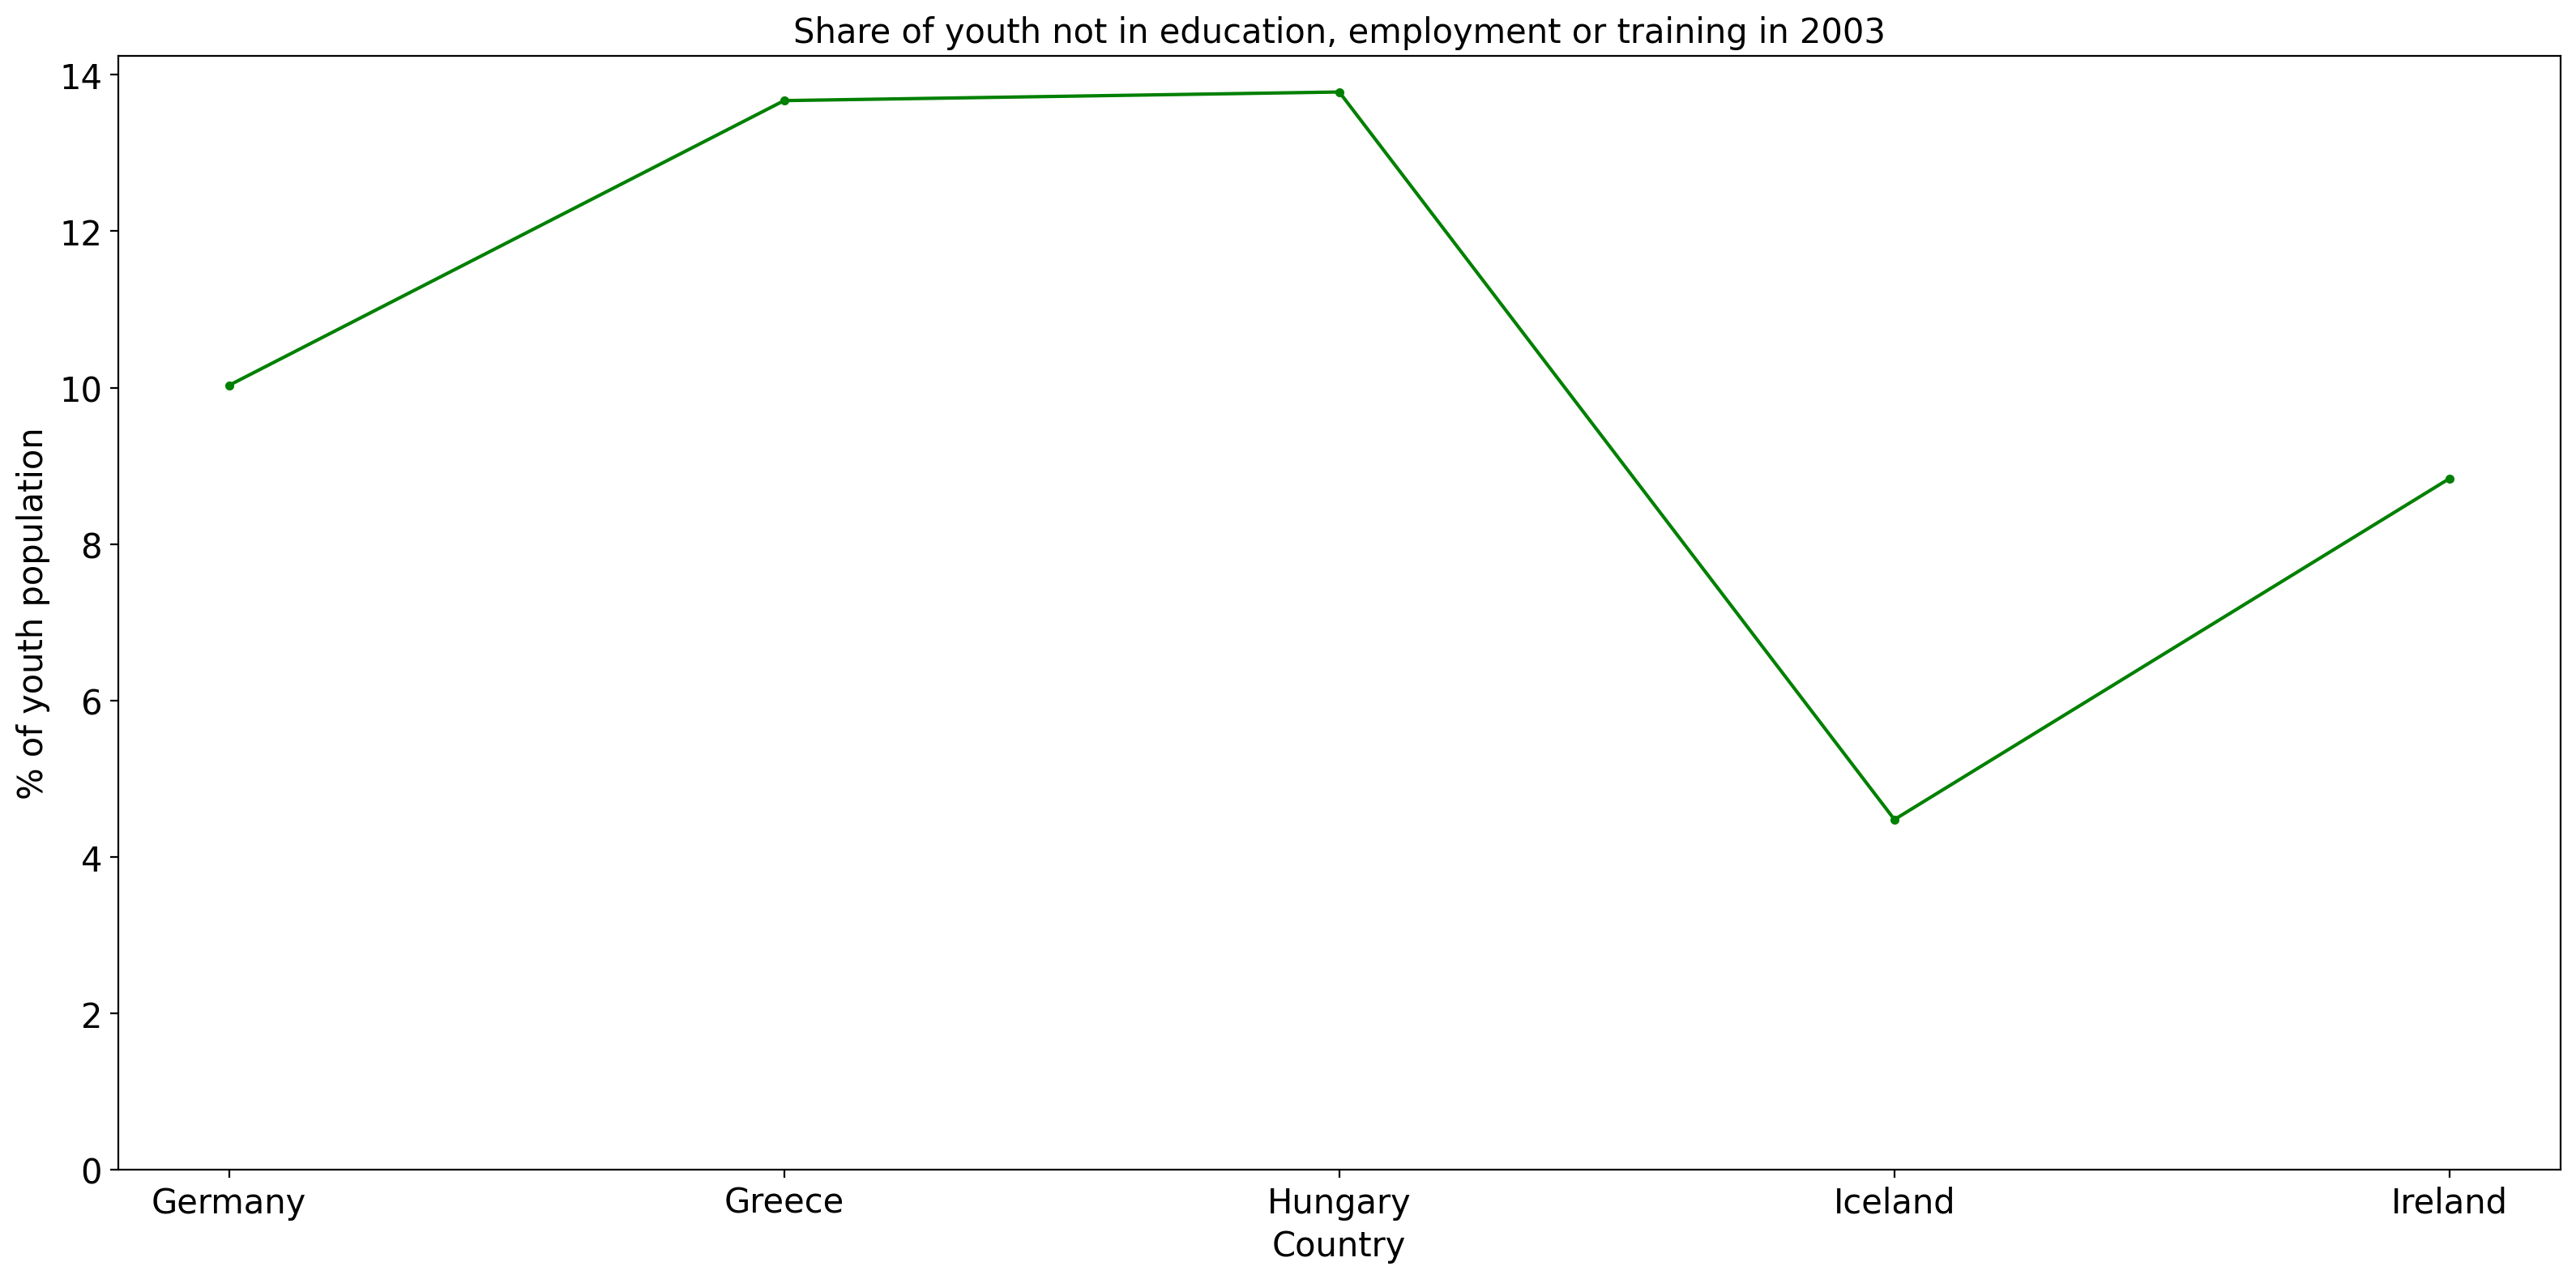 Share of youth not in education, employment or training in 2003
14
12
10
8
6
4
2
0
% of youth population
Germany Greece Hungary Iceland Ireland
Country